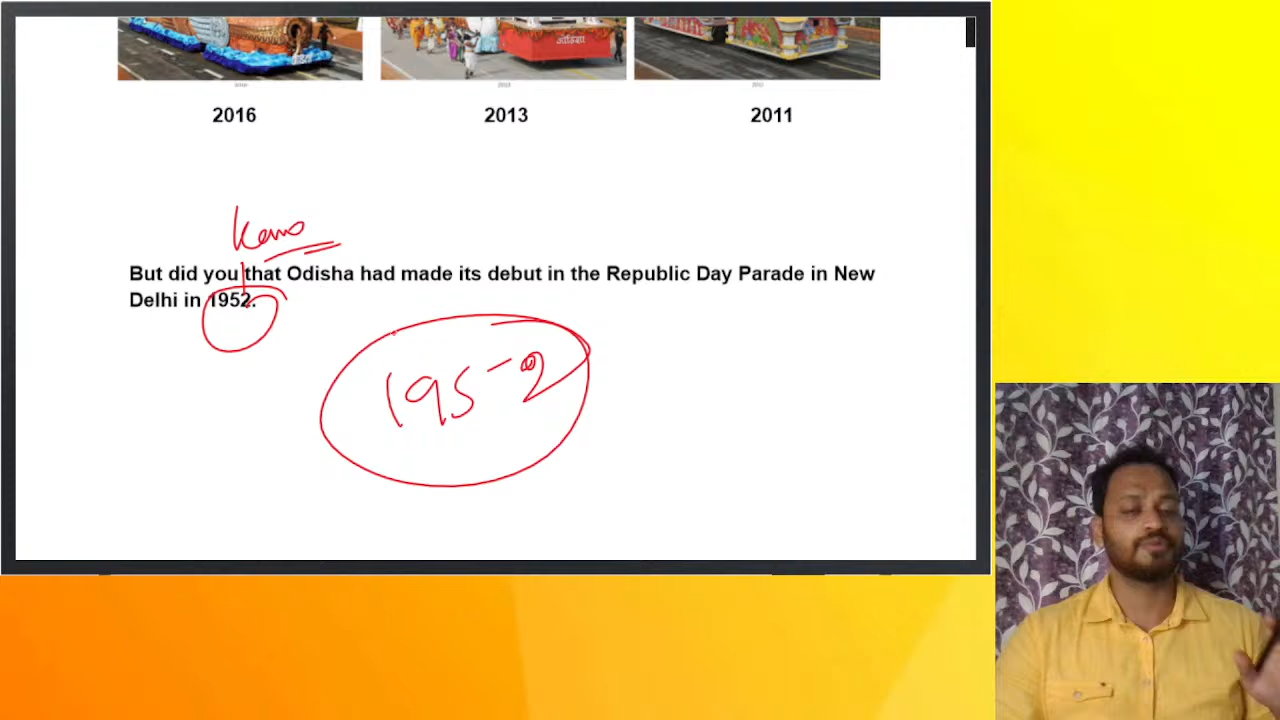 ओडिशा
2016 2013 2011
But did you that Odisha had made its debut in the Republic Day Parade in New
Delhi in 1952.
1952